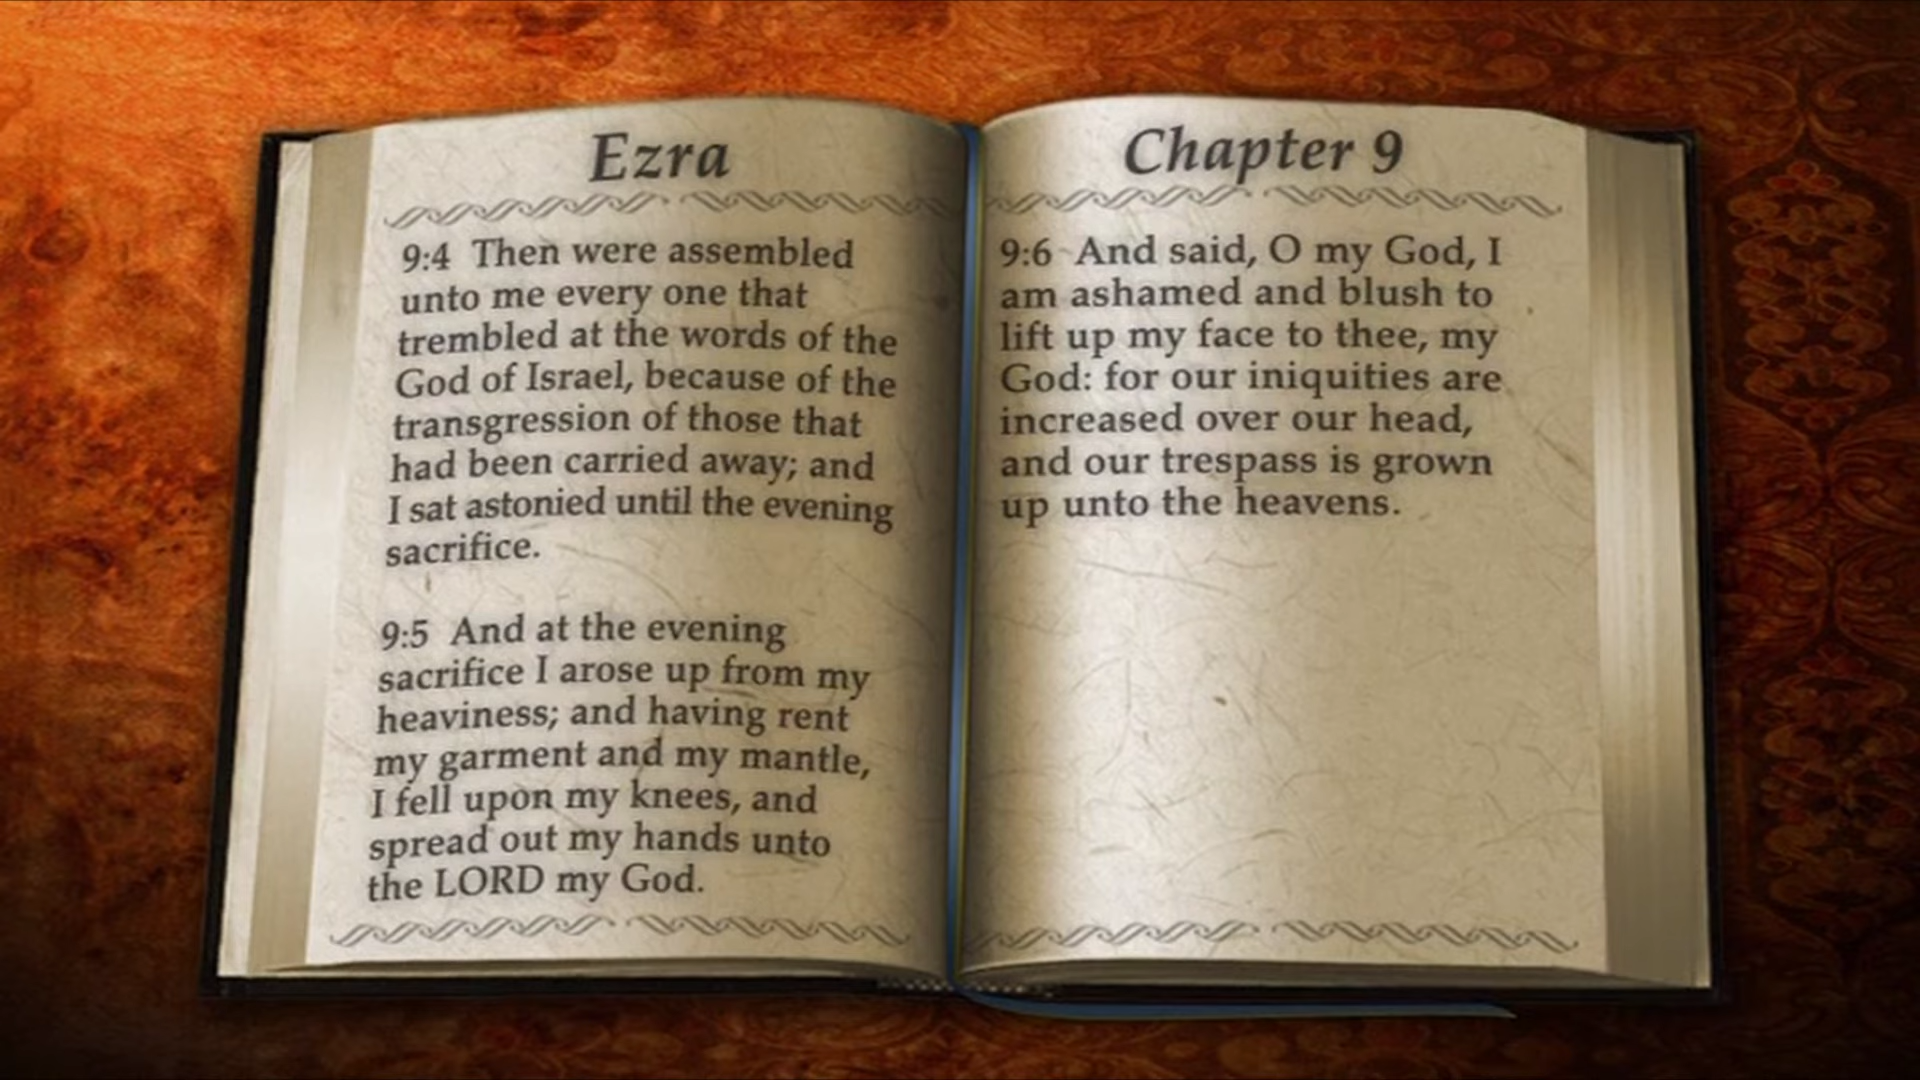 Ezra
9:4 Then were assembled
unto me every one that
trembled at the words of the
God of Israel, because of the
transgression of those that
had been carried away; and
I sat astonied until the evening
sacrifice.
9:5 And at the evening
sacrifice I arose up from my
heaviness; and having rent
my garment and my mantle,
I fell upon my knees, and
spread out my hands unto
the LORD my God.
Chapter 9
9:6 And said, O my God, I
am ashamed and blush to
lift up my face to thee, my
God: for our iniquities are
increased over our head,
and our trespass is grown
up unto the heavens.